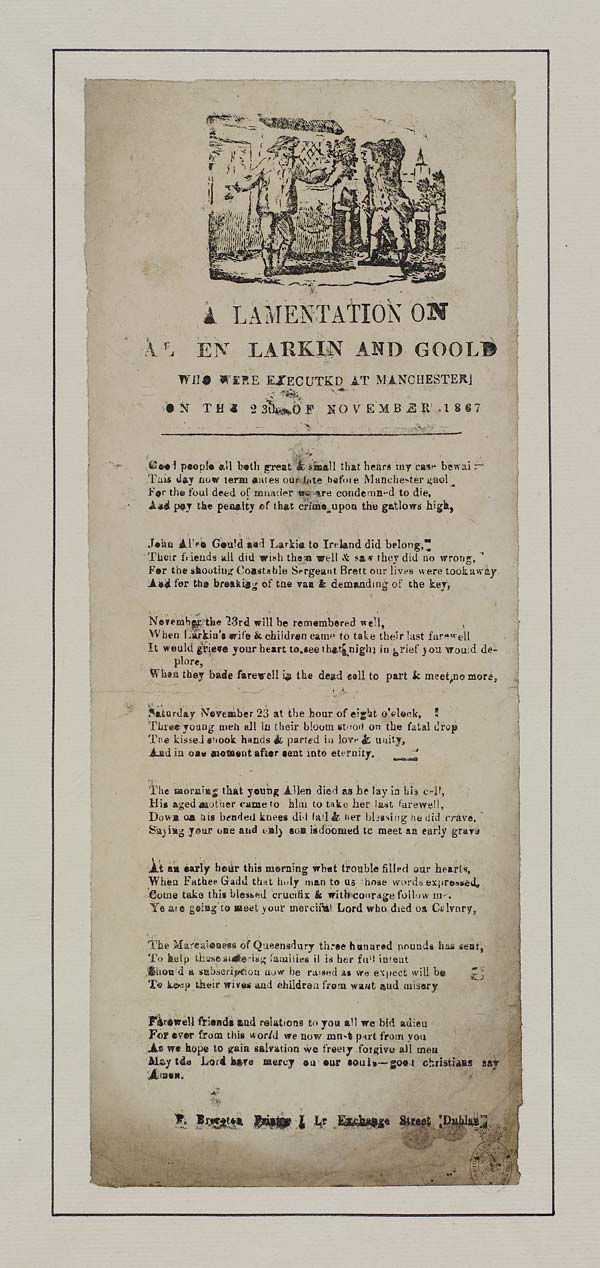 A LAMENTATION ON
EN LARKIN AND GOOLD
WHO WERE EXECUTKD AT MANCHESTER]
ON THE 23th OF NOVEMBER .1867
Good people all both great & small that hears my case bewai
This day now term nates our fate before Manchester gaol
For the foul deed of muader we are condemned to die,
And pay the penalty of that crime upon the gatlows high,
John Allen Gould and Larkin to Ireland did belong,
Their friends all did wish them well & saw they did no wrong,
For the shooting Constable Sergeant Brett our lives were took away
And for the breaking of tne van & demanding of the key,
November the 23rd will be remembered well,
When Larkin's wife & children came to take their last farewell
It would grieve your heart to see that night in grief you would de-
plore,
When they bade farewell in the dead cell to part & meet no more,
Saturday November 23 at the hour of eight o'clock,
Three young men all in their bloom stood on the fatal drop
Tne kissed shook hands & parted in love & unity,
And in one moment after sent into eternity.
The morning that young Allen died as he lay in his cell,
His aged mother came to him to take her last farewell,
Down on his bended knees did fall & her blessing he did crave,
Saying your one and only son is doomed to meet an early grave
At an early hour this morning what trouble filled our hearts,
When Father Gadd that holy man to us those words expressed,
Come take this blessed crucifix & with courage follow me.
Ye are going to meet your merciful Lord who died on Calvary,
The Marcaioness of Queensdury three hunared pounds has sent,
To help these suffering families it is her full intent
Should a subscription now be raised as we expect will be
To keep their wives and children from want and misery
Farewell friends and relations to you all we bid adieu
For ever from this world we now must part from you
As we hope to gain salvation we freely forgive all men
May tde Lord have mercy on our souls—good christians say
Amen.
P. Brereton Printer 1 Lr Exchange Street Dublin